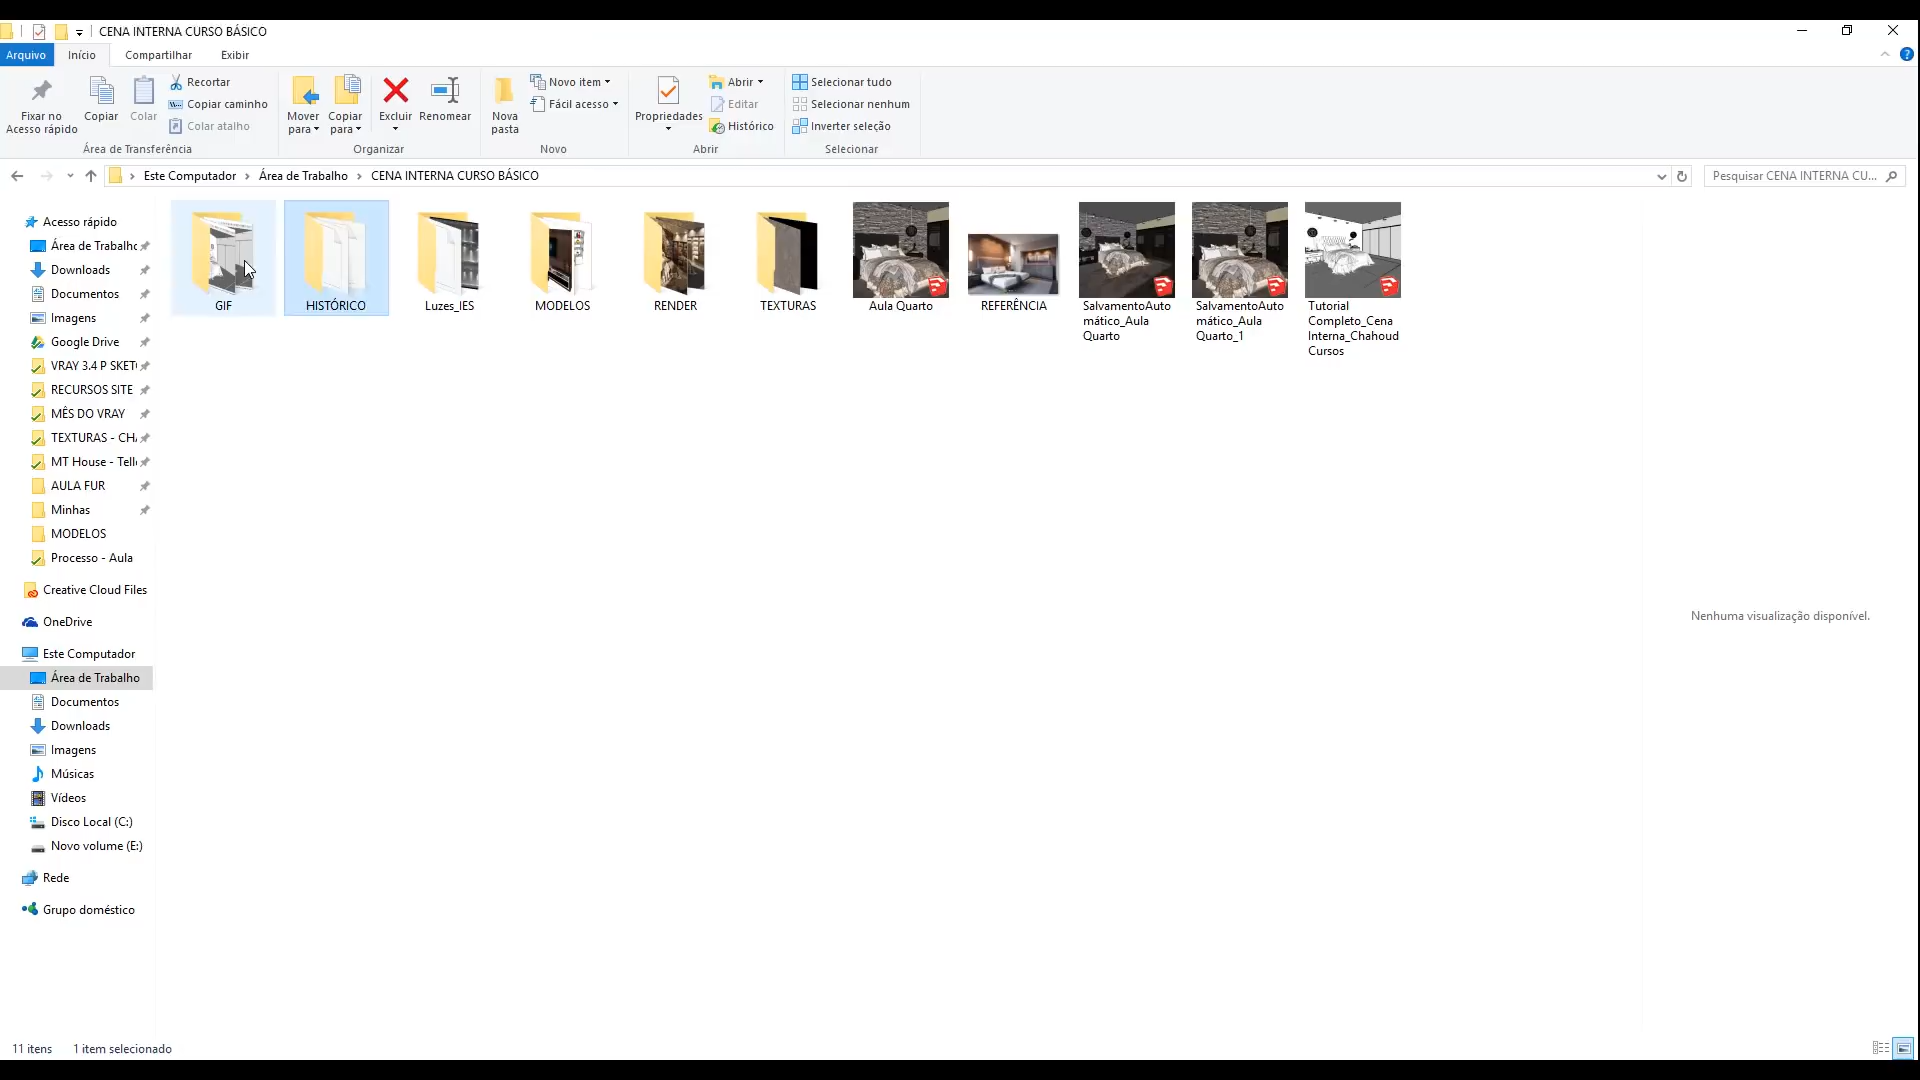 CENA INTERNA CURSO BÁSICO
Arquivo
Início
Compartilhar
Exibir
Fixar no
Acesso rápido
Copiar
Colar
Recortar
Copiar caminho
Colar atalho
Área de Transferência
Mover
para
Copiar
para
Excluir
Renomear
Organizar
Nova
pasta
Novo item
Fácil acesso
Novo
Propriedades
Abrir
Editar
Histórico
Abrir
Selecionar tudo
Selecionar nenhum
Inverter seleção
Selecionar
Este Computador
Área de Trabalho
CENA INTERNA CURSO BÁSICO
Pesquisar CENA INTERNA CU...
Acesso rápido
Área de Trabalho
Downloads
Documentos
Imagens
Google Drive
VRAY 3.4 P SKET
RECURSOS SITE
MÊS DO VRAY
TEXTURAS - CH
MT House - Tell
AULA FUR
Minhas
MODELOS
Processo - Aula
Creative Cloud Files
OneDrive
Este Computador
Área de Trabalho
Documentos
Downloads
Imagens
Músicas
Vídeos
Disco Local (C:)
Novo volume (E:)
Rede
Grupo doméstico
GIF
HISTÓRICO
Luzes_IES
MODELOS
RENDER
TEXTURAS
Aula Quarto
REFERÊNCIA
SalvamentoAuto
mático_Aula
Quarto
SalvamentoAuto
mático_Aula
Quarto_1
Tutorial
Completo_Cena
Interna_Chahoud
Cursos
Nenhuma visualização disponível.
11 itens
1 item selecionado